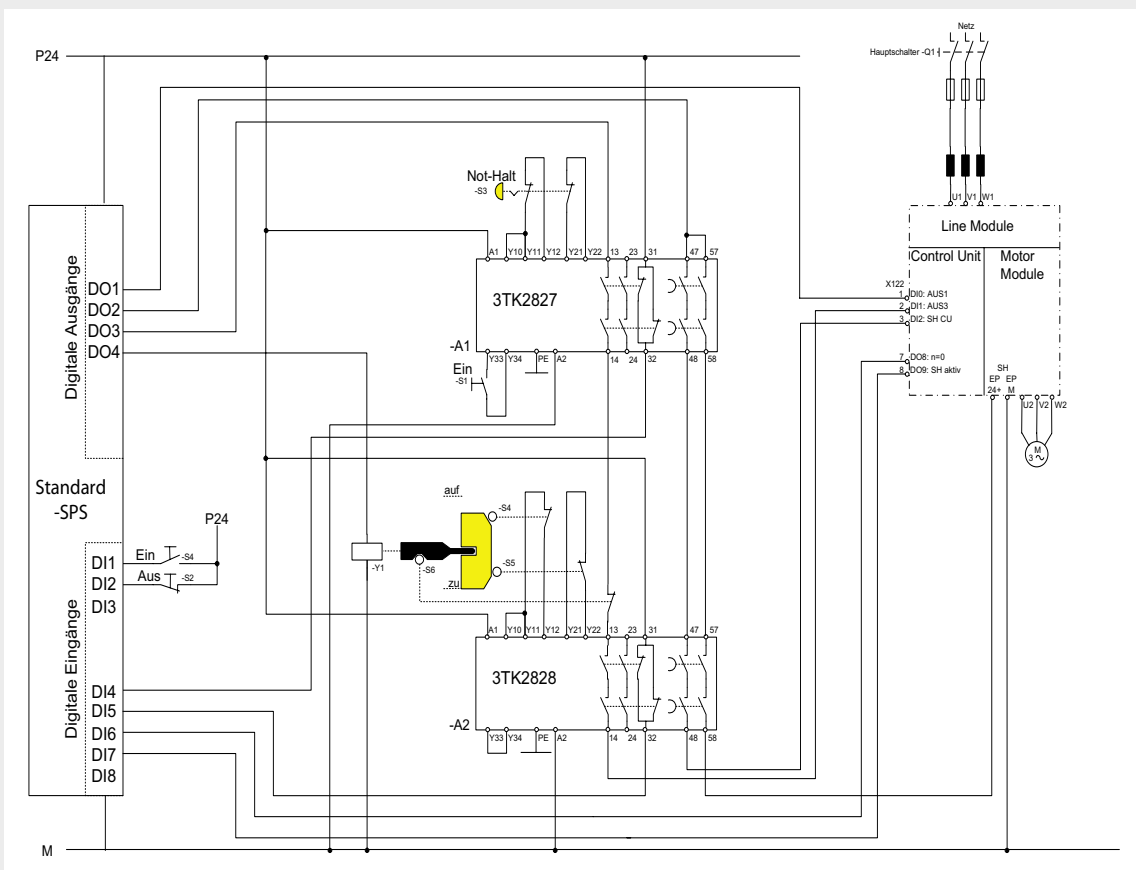 Netz
Hauptschalter -Q1
P24
Not-Halt
-S3
U1 V1 W1
Line Module
Control Unit
Motor Module
A1 Y10 Y11 Y12 Y21 Y22 13 23 31 47 57
3TK2827
-A1
Y33 Y34 PE A2 14 24 32 48 58
Ein
-S1
X122
1 DI0: AUS1
2 DI1: AUS3
3 DI2: SH CU
7 DO8: n=0
8 DO9: SH aktiv
SH
EP EP
24+ M
U2 V2 W2
M
3 ~
Digitale Ausgänge
DO1
DO2
DO3
DO4
Standard
-SPS
P24
Digitale Eingänge
DI1
Ein
-S4
DI2
Aus
-S2
DI3
DI4
DI5
DI6
DI7
DI8
auf
-S4
-S5
-S6
-Y1
zu
A1 Y10 Y11 Y12 Y21 Y22 13 23 31 47 57
3TK2828
-A2
Y33 Y34 PE A2 14 24 32 48 58
M